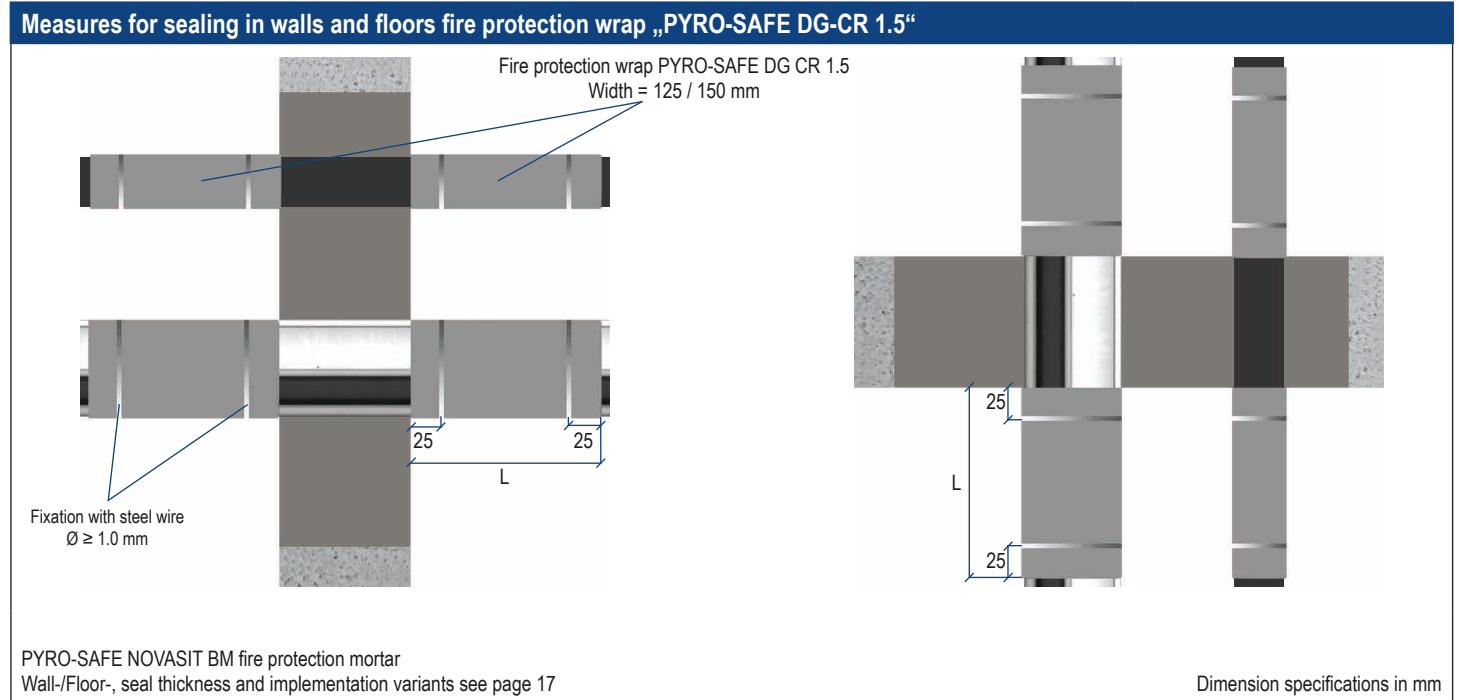 Measures for sealing in walls and floors fire protection wrap „PYRO-SAFE DG-CR 1.5“
Fire protection wrap PYRO-SAFE DG CR 1.5
Width = 125 / 150 mm
25
25
L
Fixation with steel wire
Ø ≥ 1.0 mm
25
L
25
PYRO-SAFE NOVASIT BM fire protection mortar
Wall-/Floor-, seal thickness and implementation variants see page 17
Dimension specifications in mm